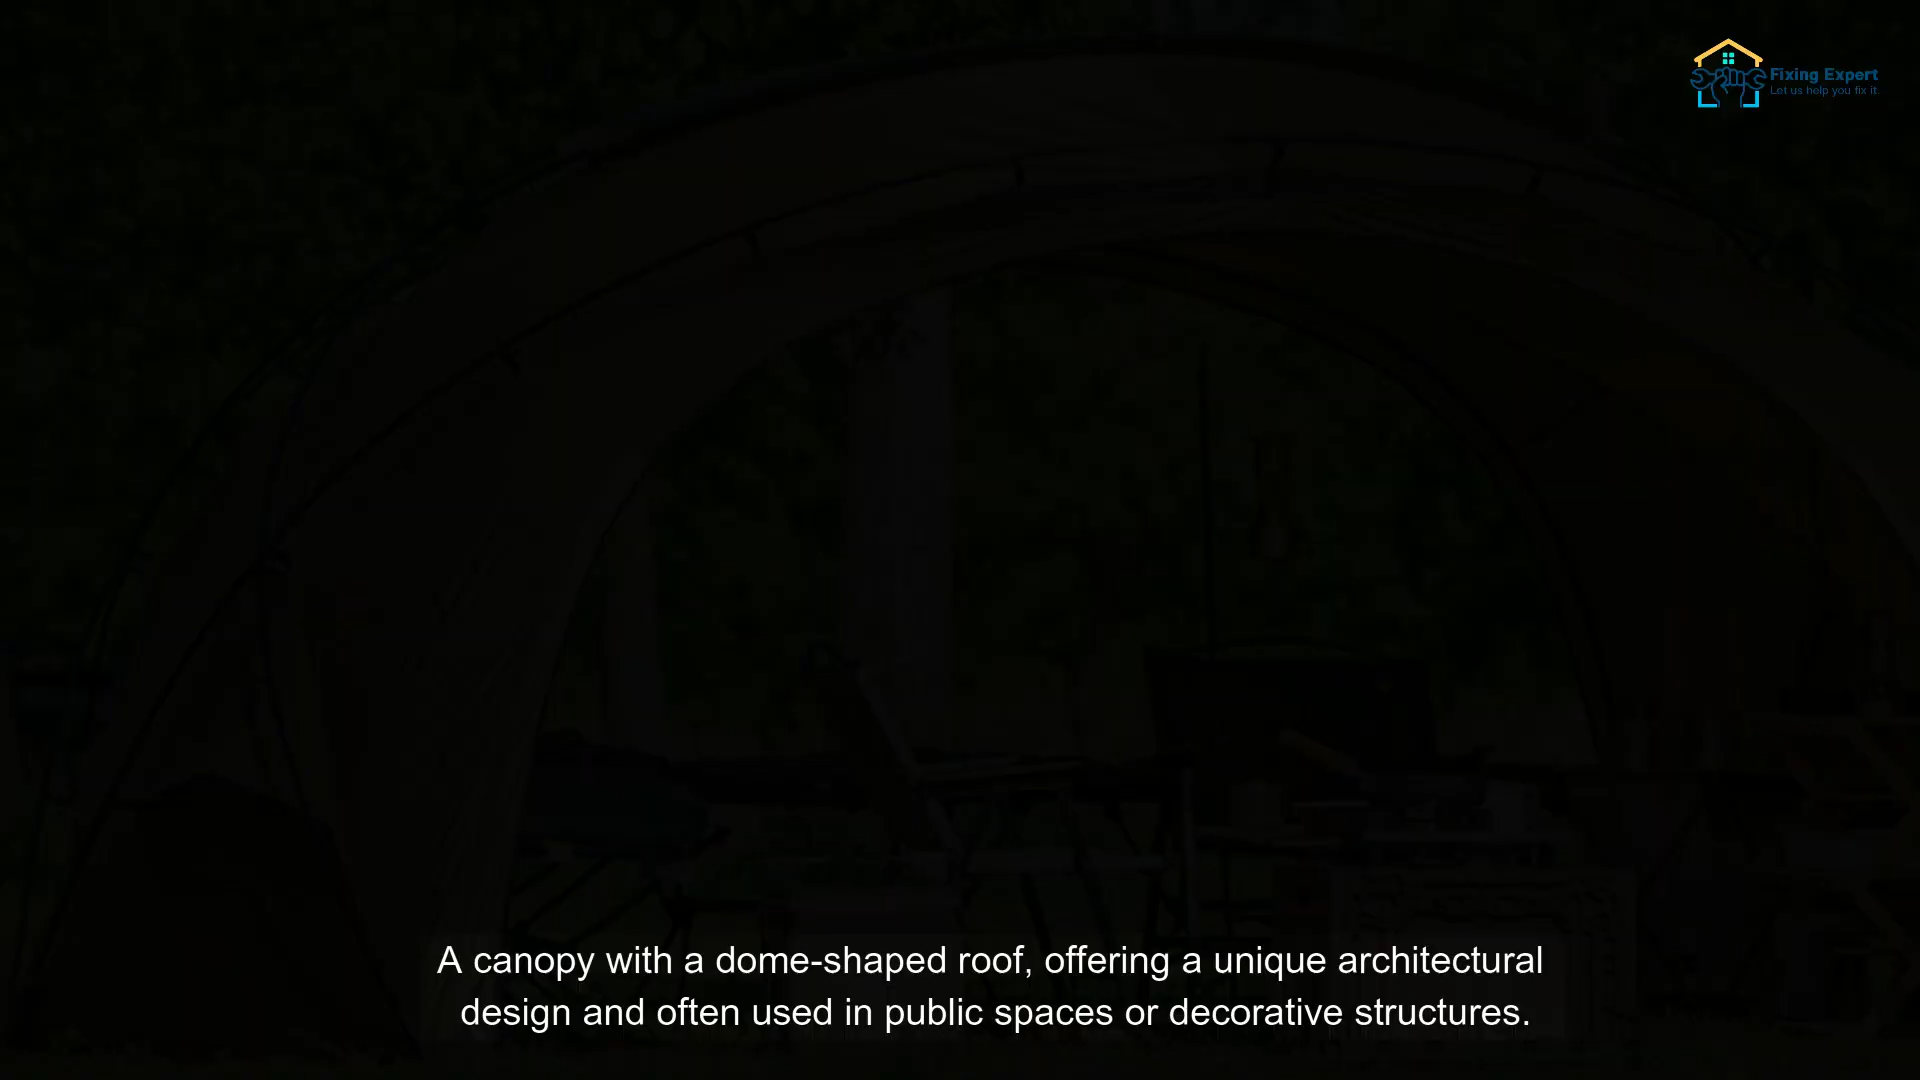 Fixing Expert
Let us help you fix it.
A canopy with a dome-shaped roof, offering a unique architectural
design and often used in public spaces or decorative structures.